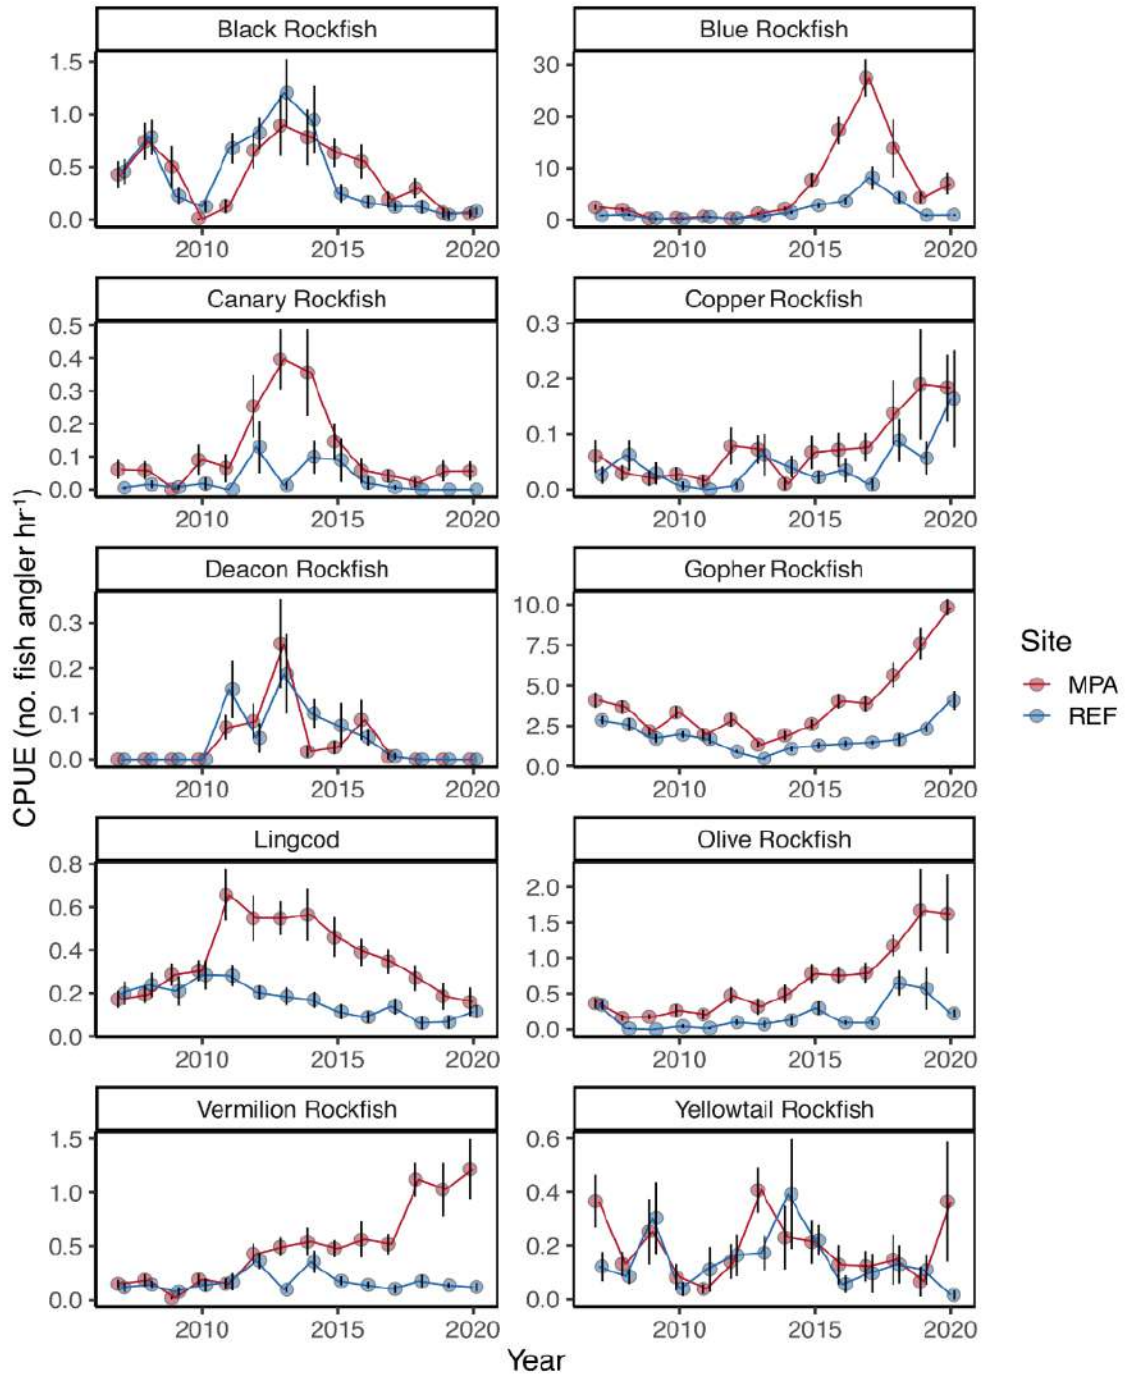 Black Rockfish
1.5
1.0
0.5
0.0
2010 2015 2020
Blue Rockfish
30
20
10
0
2010 2015 2020
Canary Rockfish
0.5
0.4
0.3
0.2
0.1
0.0
2010 2015 2020
Copper Rockfish
0.3
0.2
0.1
0.0
2010 2015 2020
Deacon Rockfish
0.3
0.2
0.1
0.0
2010 2015 2020
Gopher Rockfish
10.0
7.5
5.0
2.5
0.0
2010 2015 2020
Lingcod
0.8
0.6
0.4
0.2
0.0
2010 2015 2020
Olive Rockfish
2.0
1.5
1.0
0.5
0.0
2010 2015 2020
Vermilion Rockfish
1.5
1.0
0.5
0.0
2010 2015 2020
Yellowtail Rockfish
0.6
0.4
0.2
0.0
2010 2015 2020
CPUE (no. fish angler hr⁻¹)
Year
Site
MPA
REF